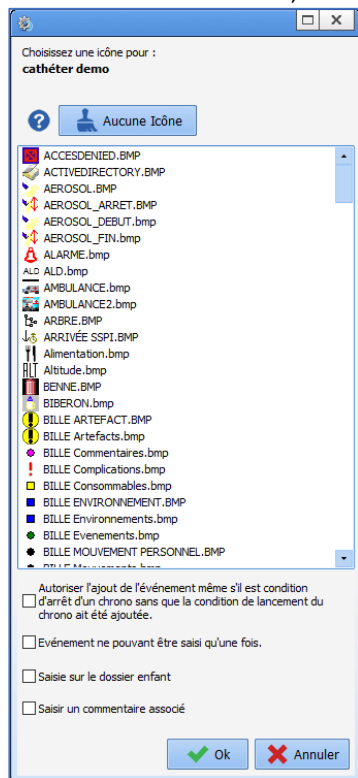 Choisissez une icône pour :
cathéter demo
Aucune Icône
ACCESDENIED.BMP
ACTIVEDIRECTORY.BMP
AEROSOL.BMP
AEROSOL_ARRET.BMP
AEROSOL_DEBUT.bmp
AEROSOL_FIN.bmp
ALARME.bmp
ALD ALD.bmp
AMBULANCE.bmp
AMBULANCE2.bmp
ARBRE.BMP
ARRIVÉE SSPI.BMP
Alimentation.bmp
ALT Altitude.bmp
BENNE.BMP
BIBERON.bmp
BILLE ARTEFACT.BMP
BILLE Artefacts.bmp
BILLE Commentaires.bmp
BILLE Complications.bmp
BILLE Consommables.bmp
BILLE ENVIRONNEMENT.BMP
BILLE Environnements.bmp
BILLE Evenements.bmp
BILLE MOUVEMENT PERSONNEL.BMP
BILLE Mouvements.bmp
Autoriser l'ajout de l'événement même s'il est condition
d'arrêt d'un chrono sans que la condition de lancement du
chrono ait été ajoutée.
Evénement ne pouvant être saisi qu'une fois.
Saisie sur le dossier enfant
Saisir un commentaire associé
Ok Annuler